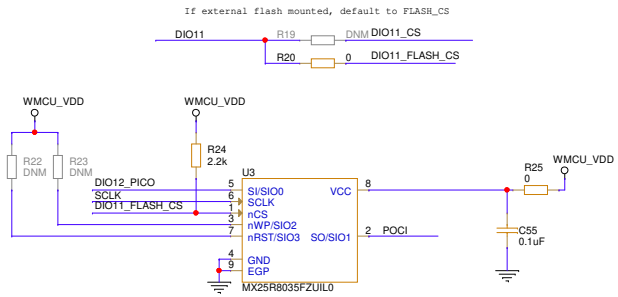 If external flash mounted, default to FLASH_CS
DIO11 R19 DNM DIO11_CS
R20 0 DIO11_FLASH_CS
WMCU_VDD WMCU_VDD
R22 DNM
R23 DNM
R24 2.2k
U3
R25 0
WMCU_VDD
DIO12_PICO 5 SI/SIO0 VCC 8
SCLK 6 SCLK
DIO11_FLASH_CS 1 nCS
3 nWP/SIO2
7 nRST/SIO3 SO/SIO1 2 POCI
C55 0.1uF
4 GND
9 EGP
MX25R8035FZUIL0